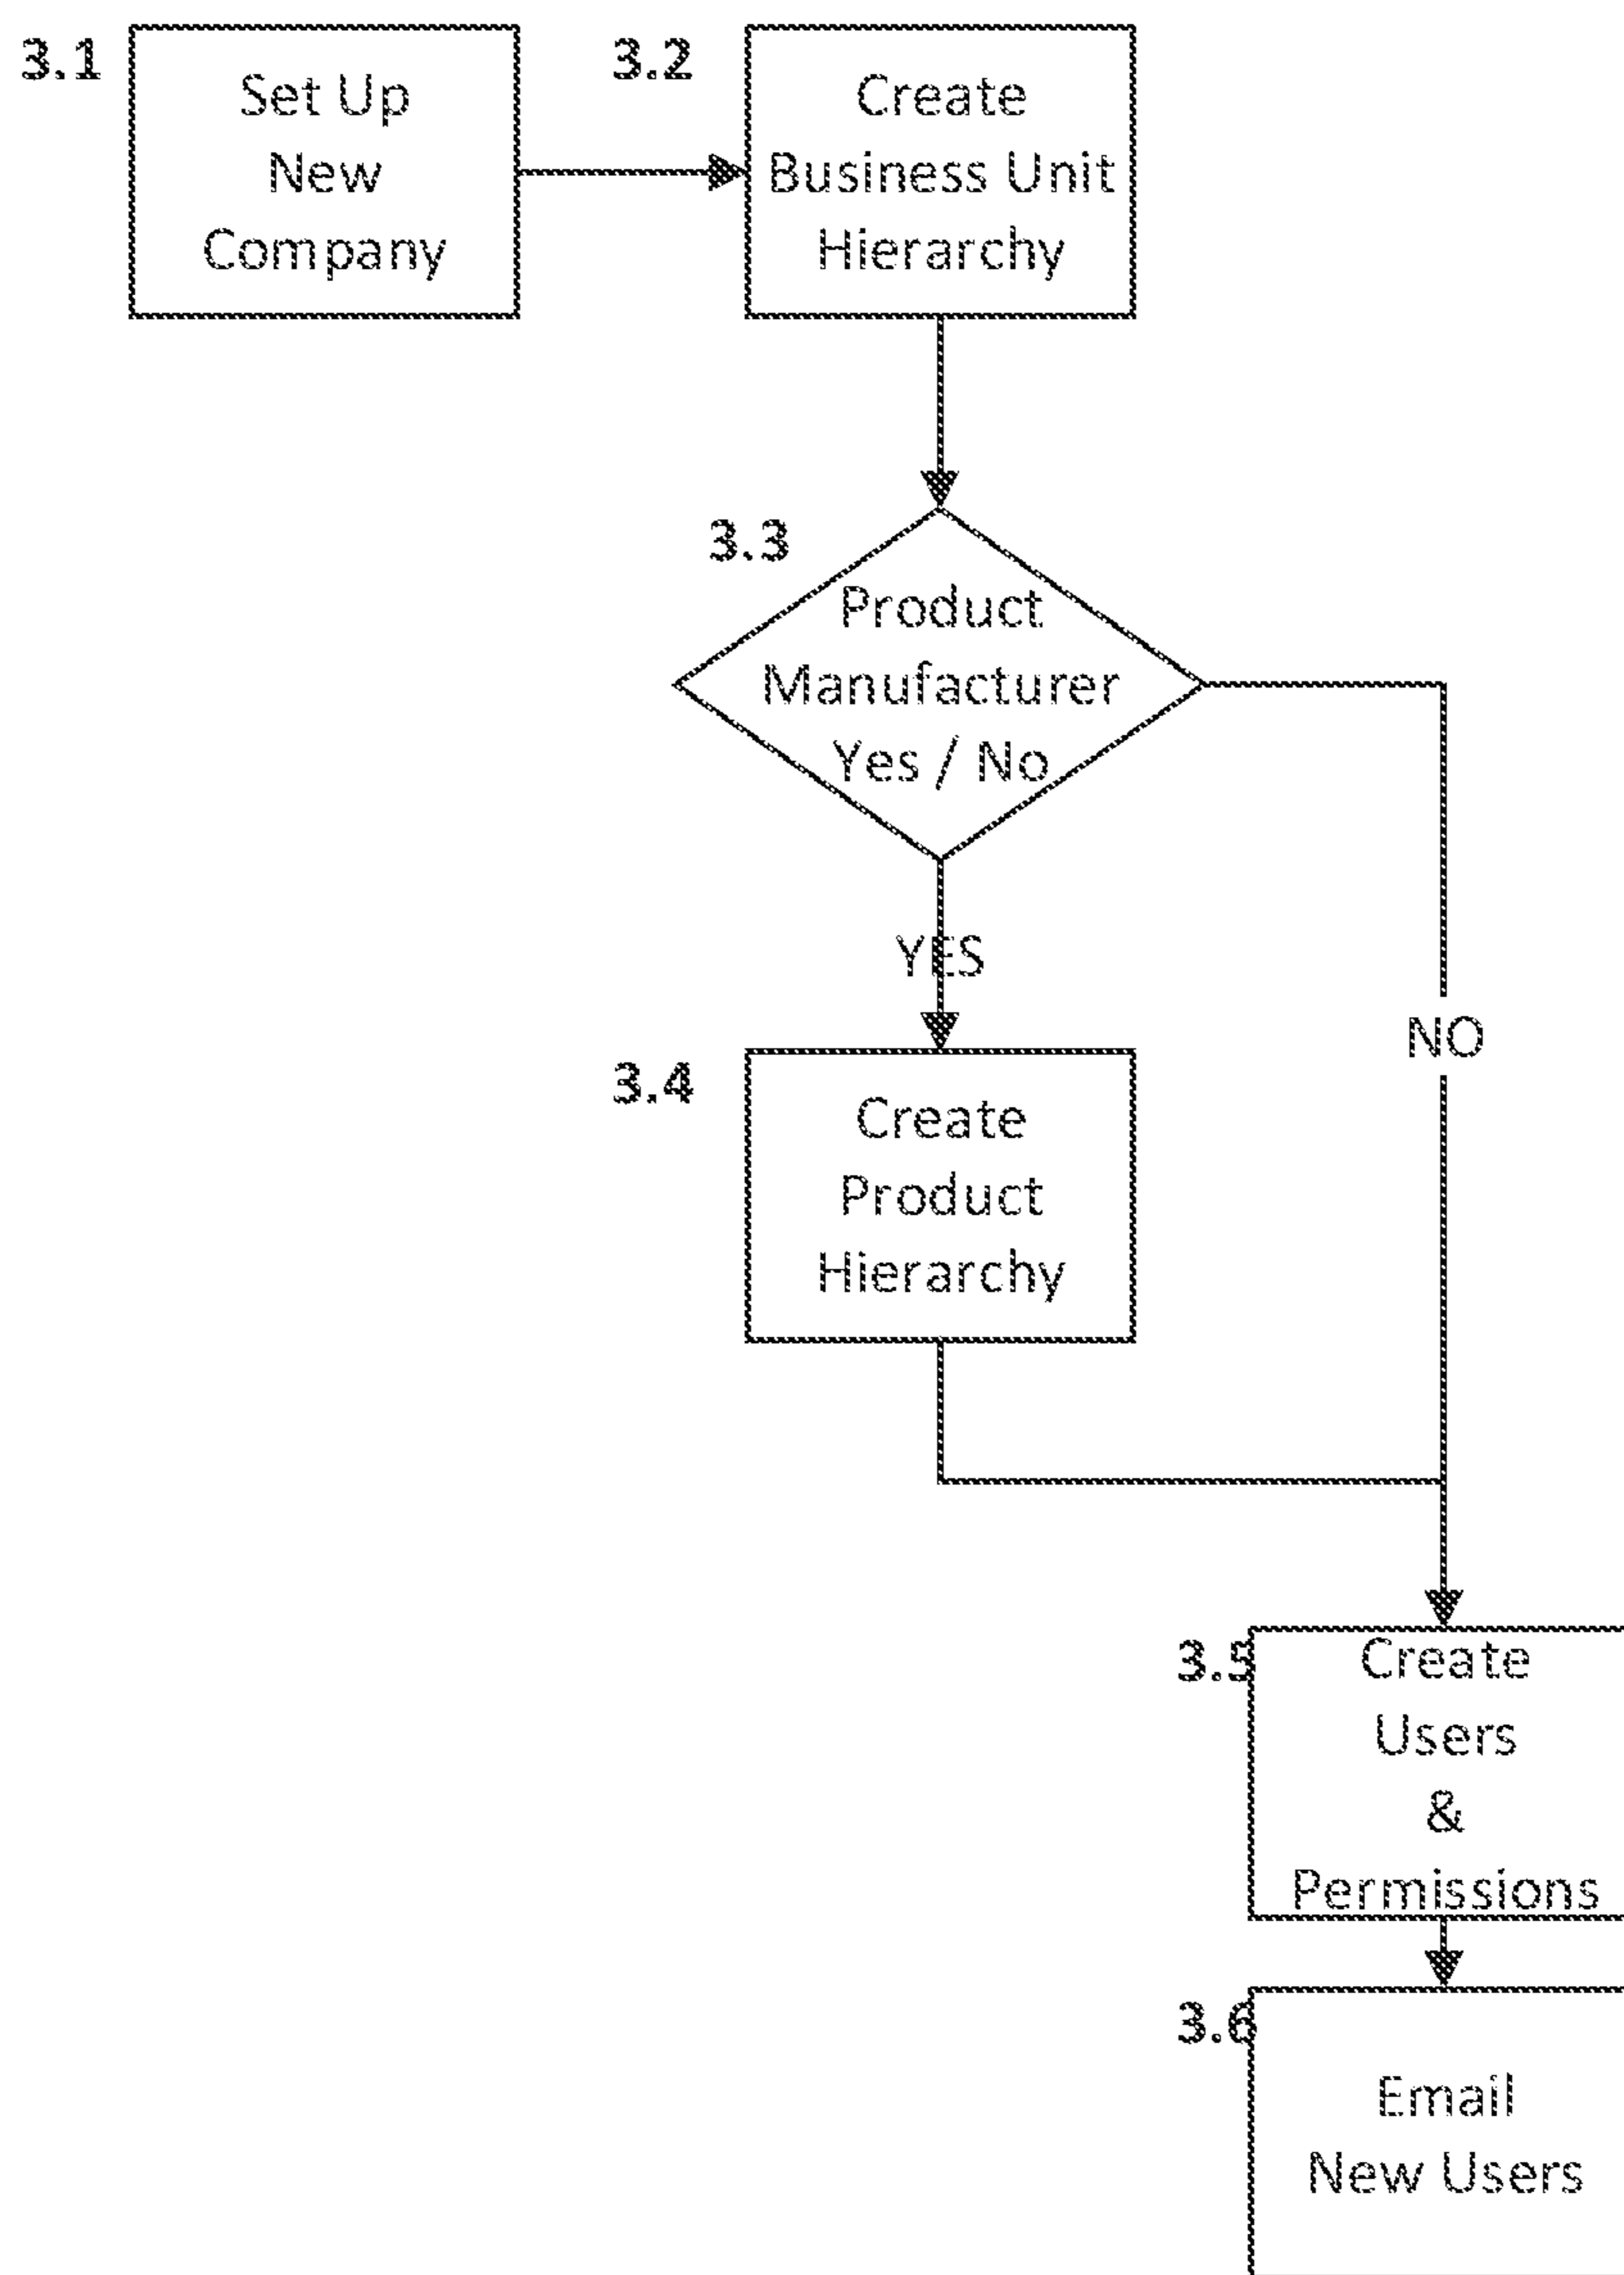 3.1
Set Up
New
Company
3.2
Create
Business Unit
Hierarchy
3.3
Product
Manufacturer
Yes / No
YES
NO
3.4
Create
Product
Hierarchy
3.5
Create
Users
&
Permissions
3.6
Email
New Users